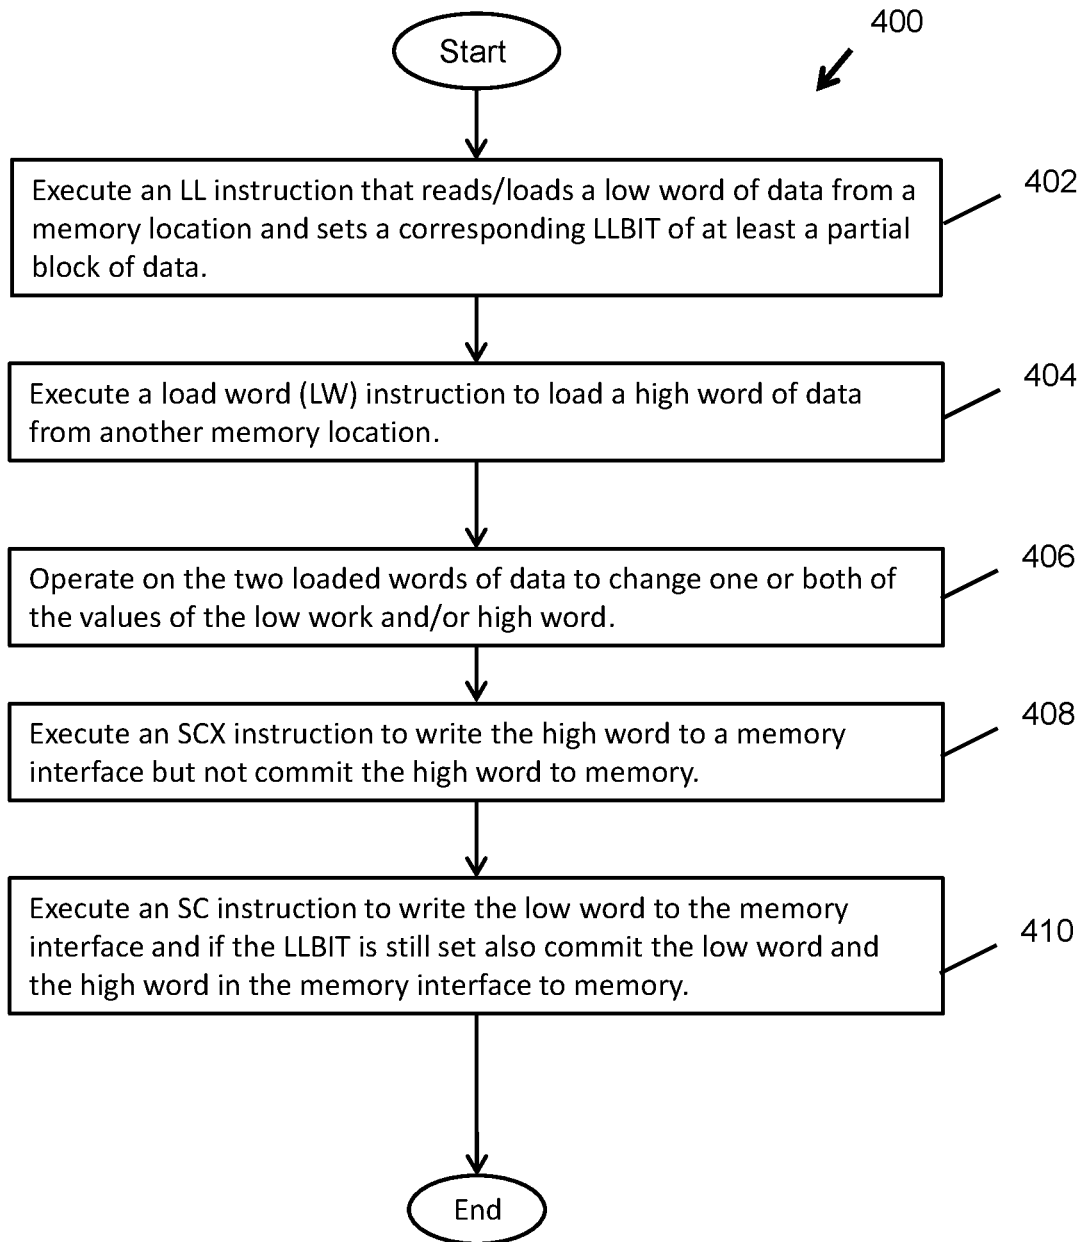 Start
400
Execute an LL instruction that reads/loads a low word of data from a
memory location and sets a corresponding LLBIT of at least a partial
block of data.
402
Execute a load word (LW) instruction to load a high word of data
from another memory location.
404
Operate on the two loaded words of data to change one or both of
the values of the low work and/or high word.
406
Execute an SCX instruction to write the high word to a memory
interface but not commit the high word to memory.
408
Execute an SC instruction to write the low word to the memory
interface and if the LLBIT is still set also commit the low word and
the high word in the memory interface to memory.
410
End